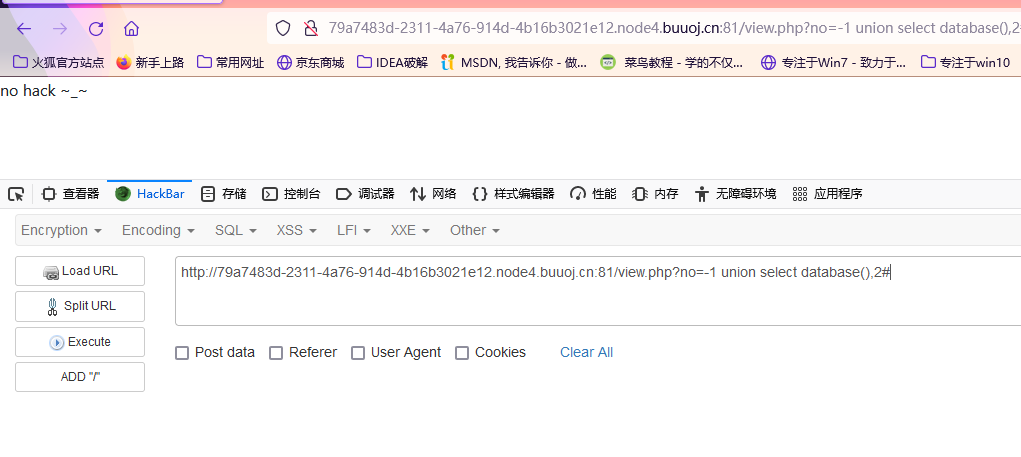 79a7483d-2311-4a76-914d-4b16b3021e12.node4.buuoj.cn:81/view.php?no=-1 union select database(),2#
火狐官方站点 新手上路 常用网址 京东商城 IDEA破解 MSDN, 我告诉你 - 做... 菜鸟教程 - 学的不仅... 专注于Win7 - 致力于... 专注于win10
no hack ~_~
查看器 HackBar 存储 控制台 调试器 网络 样式编辑器 性能 内存 无障碍环境 应用程序
Encryption Encoding SQL XSS LFI XXE Other
Load URL http://79a7483d-2311-4a76-914d-4b16b3021e12.node4.buuoj.cn:81/view.php?no=-1 union select database(),2#
Split URL
Execute
Post data Referer User Agent Cookies Clear All
ADD "/"